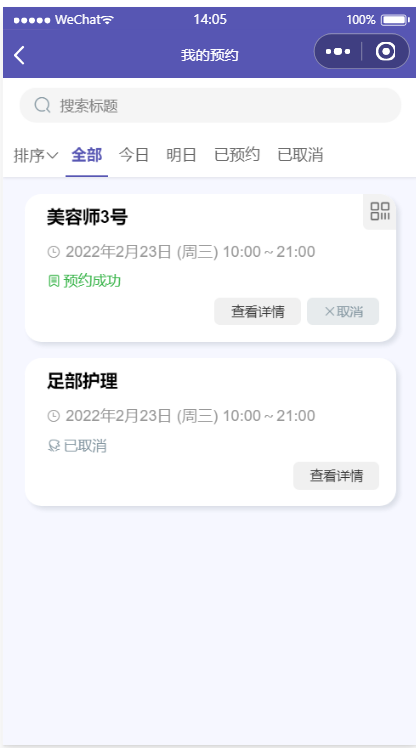 WeChat 14:05 100%
我的预约
搜索标题
排序 全部 今日 明日 已预约 已取消
美容师3号
2022年2月23日 (周三) 10:00～21:00
预约成功
查看详情 取消
足部护理
2022年2月23日 (周三) 10:00～21:00
已取消
查看详情